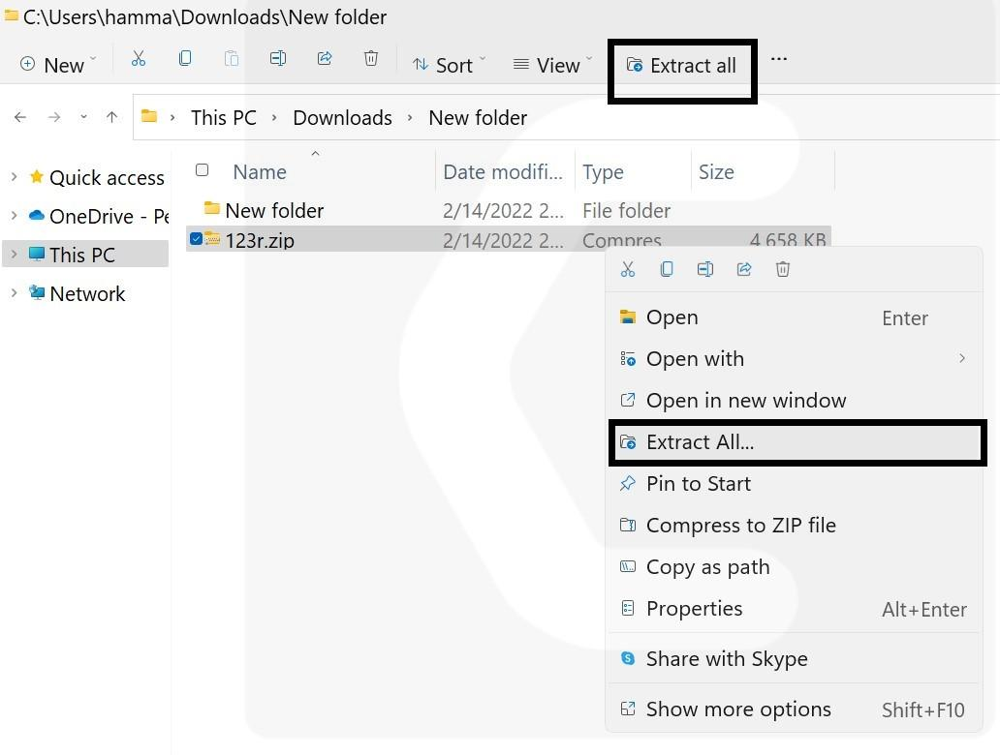 C:\Users\hamma\Downloads\New folder
New Sort View Extract all ...
This PC > Downloads > New folder
Name Date modifi... Type Size
Quick access
New folder 2/14/2022 2... File folder
OneDrive - Pe
123r.zip 2/14/2022 2... Compres 4 658 KB
This PC
Network
Open Enter
Open with
Open in new window
Extract All...
Pin to Start
Compress to ZIP file
Copy as path
Properties Alt+Enter
Share with Skype
Show more options Shift+F10